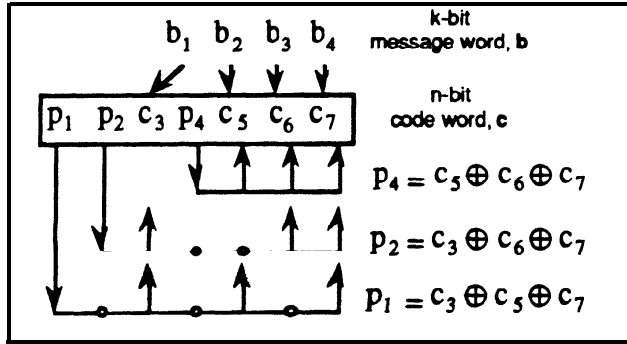 k-bit
b₁ b₂ b₃ b₄ message word, b
n-bit
p₁ p₂ c₃ p₄ c₅ c₆ c₇ code word, c
p₄ = c₅ ⊕ c₆ ⊕ c₇
p₂ = c₃ ⊕ c₆ ⊕ c₇
p₁ = c₃ ⊕ c₅ ⊕ c₇